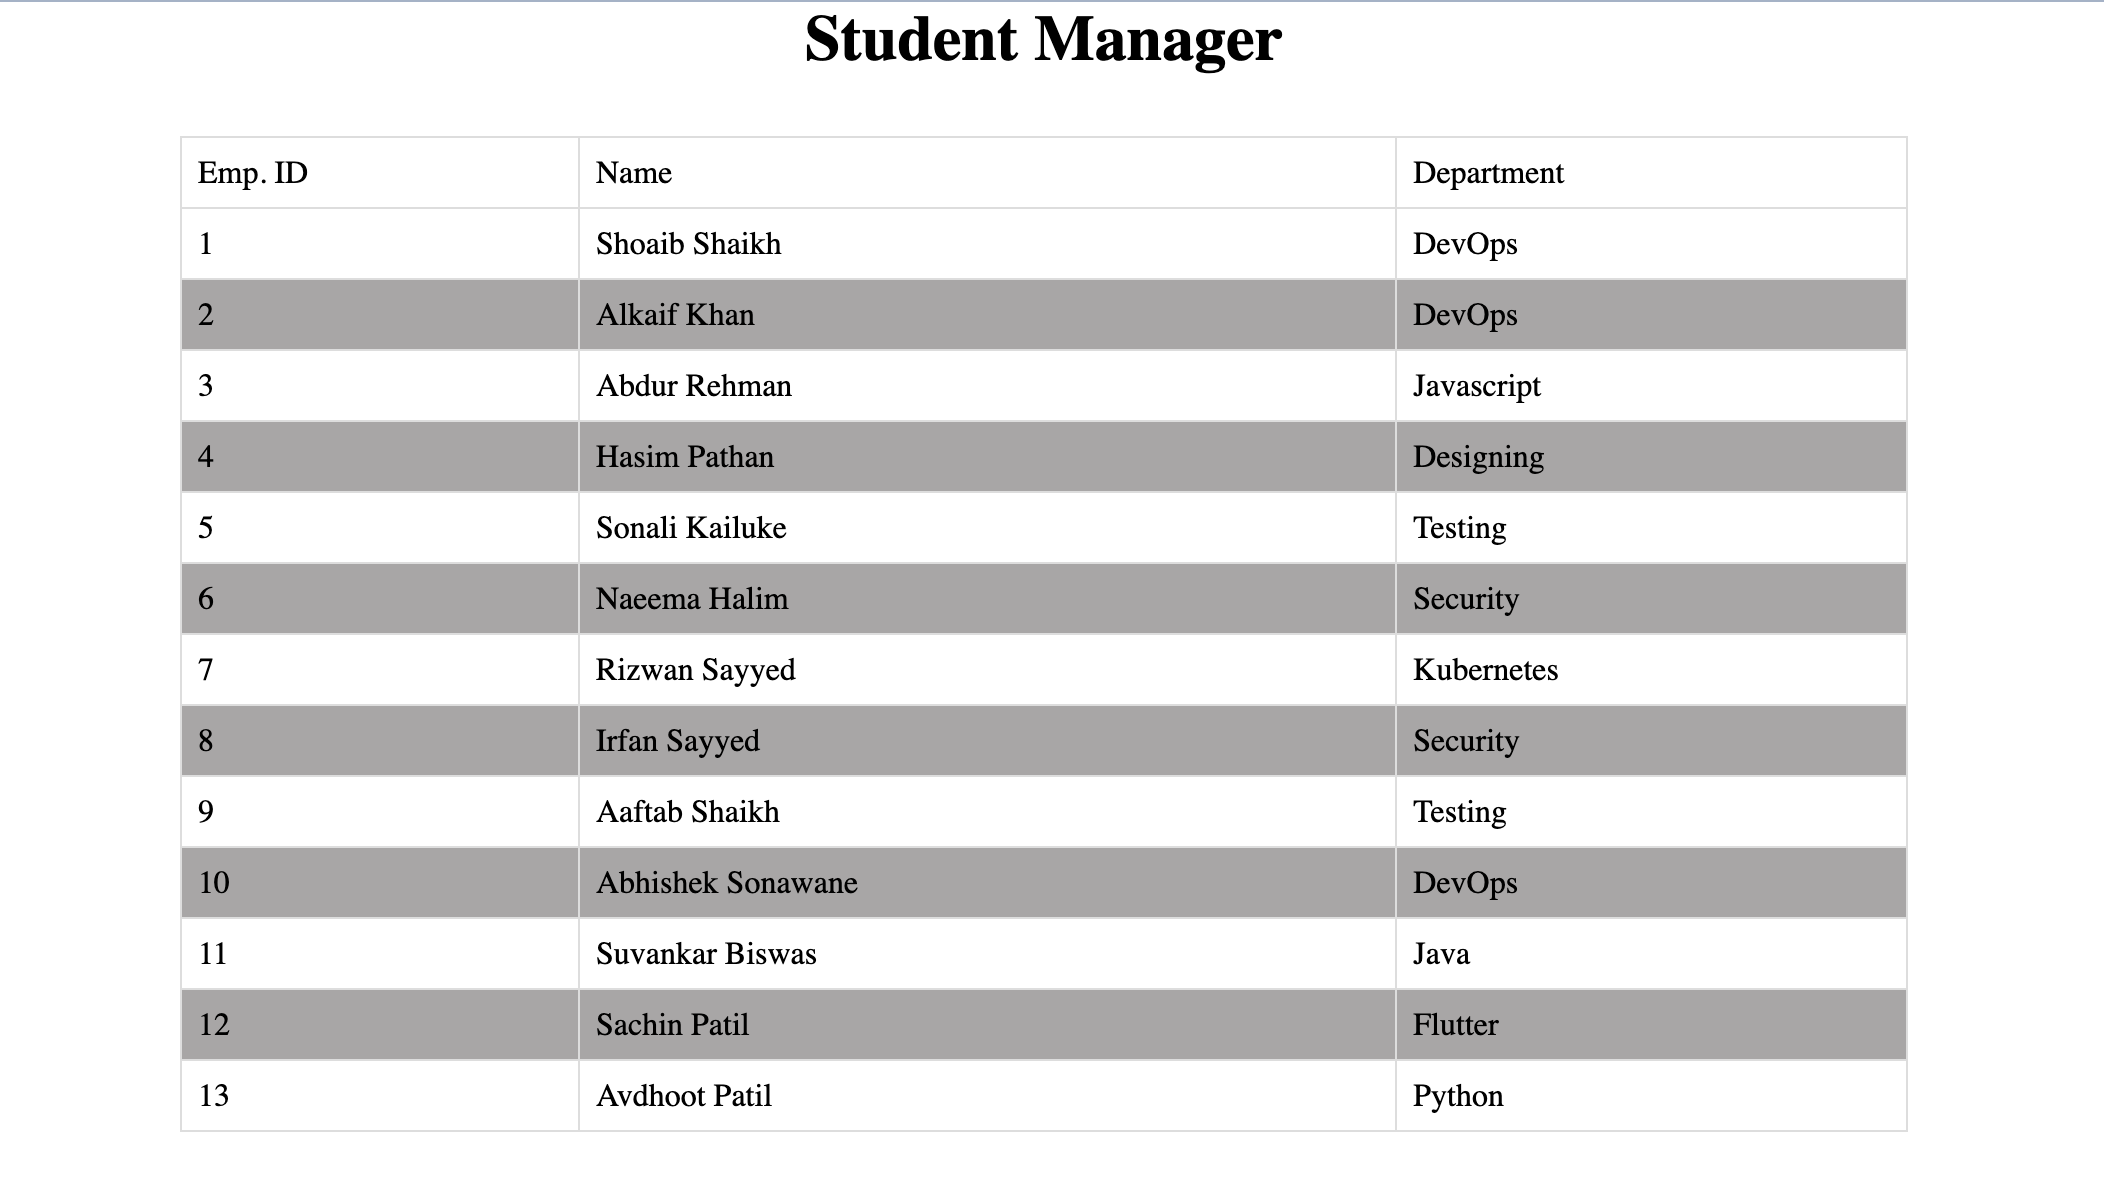 Student Manager
Emp. ID Name Department
1 Shoaib Shaikh DevOps
2 Alkaif Khan DevOps
3 Abdur Rehman Javascript
4 Hasim Pathan Designing
5 Sonali Kailuke Testing
6 Naeema Halim Security
7 Rizwan Sayyed Kubernetes
8 Irfan Sayyed Security
9 Aaftab Shaikh Testing
10 Abhishek Sonawane DevOps
11 Suvankar Biswas Java
12 Sachin Patil Flutter
13 Avdhoot Patil Python